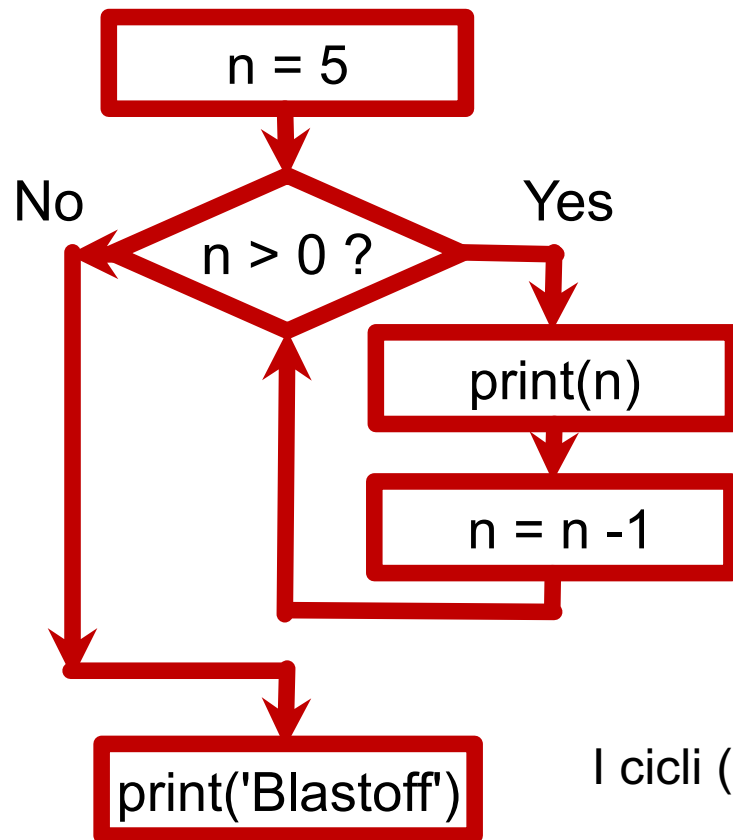 n = 5
No
Yes
n > 0 ?
print(n)
n = n -1
print('Blastoff')
I cicli (